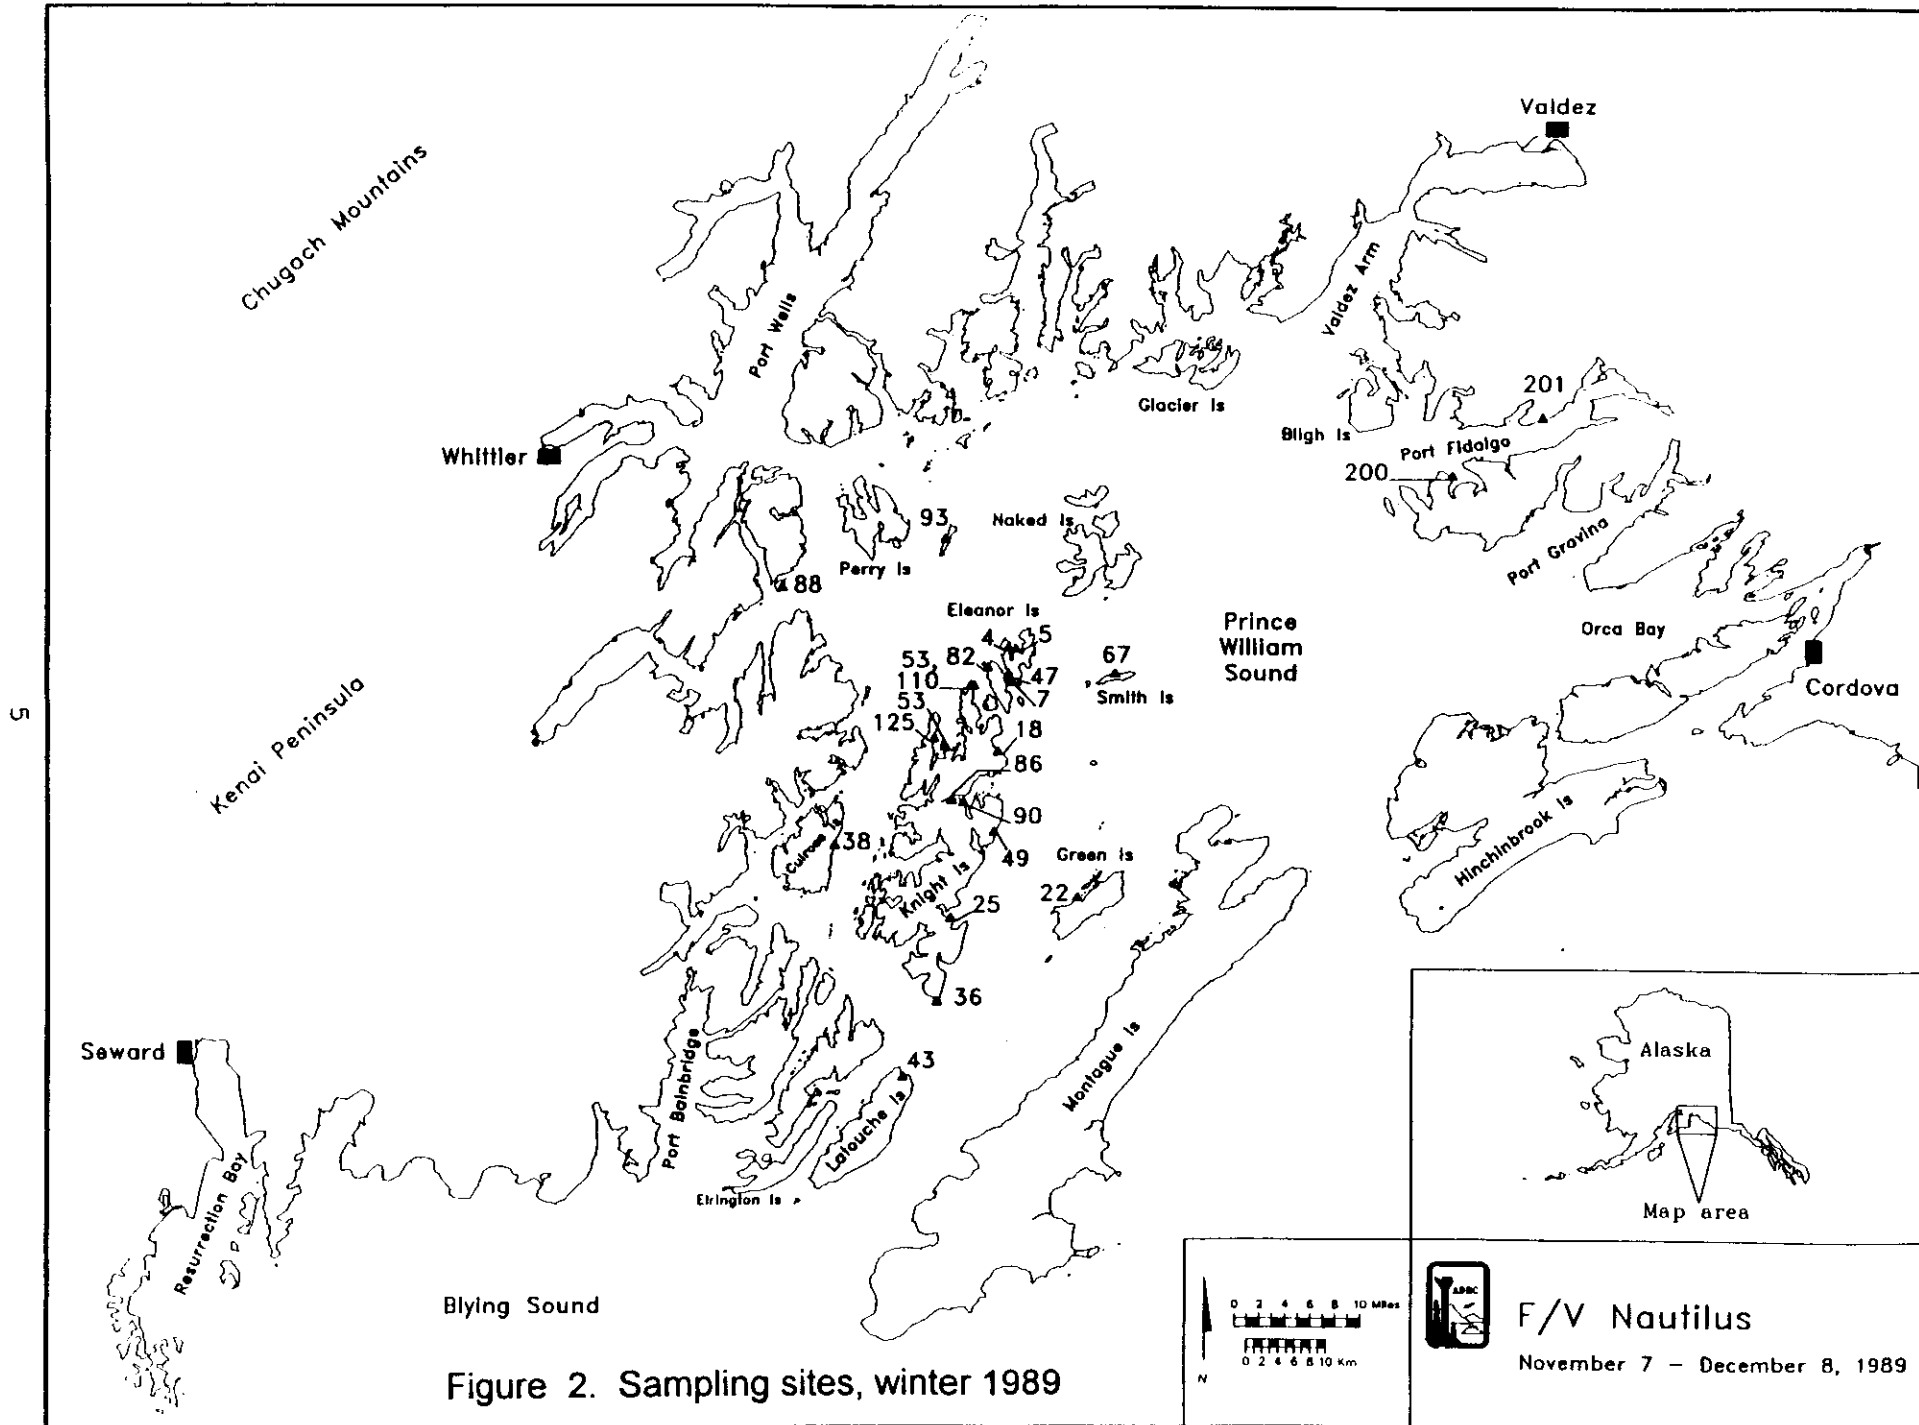 Valdez
Chugach Mountains
Port Wells
Valdez Arm
Glacier Is
201
Bligh Is
Port Fidalgo
200
Whittier
93
Naked Is
Perry Is
88
Port Gravina
Eleanor Is
4
5
Prince
William
Sound
Orca Bay
53,
82
67
110
47
Smith Is
7
Cordova
53
125
18
Kenai Peninsula
86
90
Hinchinbrook Is
38
49
Green Is
Knight Is
22
25
36
Seward
43
Port Bainbridge
Latouche Is
Montague Is
Elrington Is
Resurrection Bay
Blying Sound
Alaska
Map area
0 2 4 6 8 10 Miles
0 2 4 6 8 10 Km
N
F/V Nautilus
November 7 – December 8, 1989
Figure 2. Sampling sites, winter 1989
5